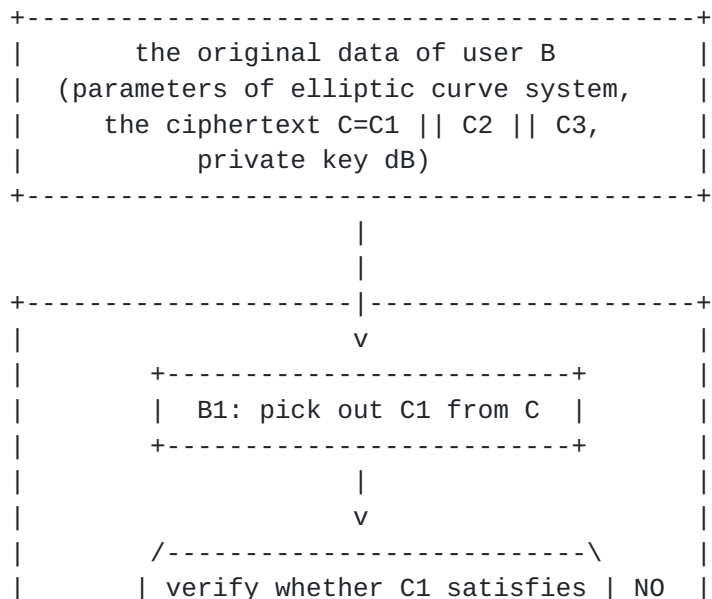 the original data of user B
(parameters of elliptic curve system,
the ciphertext C=C1 || C2 || C3,
private key dB)
B1: pick out C1 from C
verify whether C1 satisfies | NO